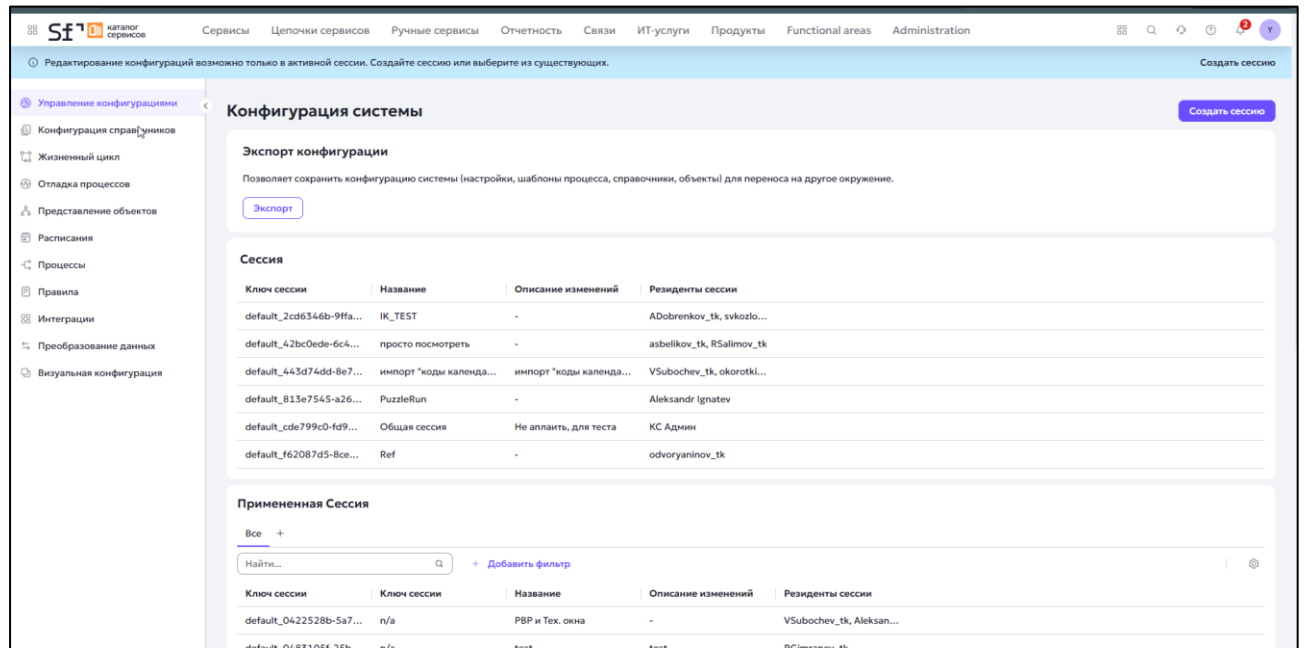 Sf каталог сервисов Сервисы Цепочки сервисов Ручные сервисы Отчетность Связи ИТ-услуги Продукты Functional areas Administration 2 Y
Редактирование конфигураций возможно только в активной сессии. Создайте сессию или выберите из существующих. Создать сессию
Управление конфигурациями
Конфигурация справочников
Жизненный цикл
Отладка процессов
Представление объектов
Расписания
Процессы
Правила
Интеграции
Преобразование данных
Визуальная конфигурация
Конфигурация системы Создать сессию
Экспорт конфигурации
Позволяет сохранить конфигурацию системы (настройки, шаблоны процесса, справочники, объекты) для переноса на другое окружение.
Экспорт
Сессия
Ключ сессии Название Описание изменений Резиденты сессии
default_2cd6346b-9ffa... IK_TEST - ADobrenkov_tk, svkozlo...
default_42bc0ede-6c4... просто посмотреть - asbelikov_tk, RSalimov_tk
default_443d74dd-8e7... импорт "коды календа... импорт "коды календа... VSubochev_tk, okorotki...
default_813e7545-a26... PuzzleRun - Aleksandr Ignatev
default_cde799c0-fd9... Общая сессия Не аплаить, для теста КС Админ
default_f62087d5-8ce... Ref - odvoryaninov_tk
Примененная Сессия
Все +
Найти... + Добавить фильтр
Ключ сессии Ключ сессии Название Описание изменений Резиденты сессии
default_0422528b-5a7... n/a РВР и Тех. окна - VSubochev_tk, Aleksan...
n/a test test